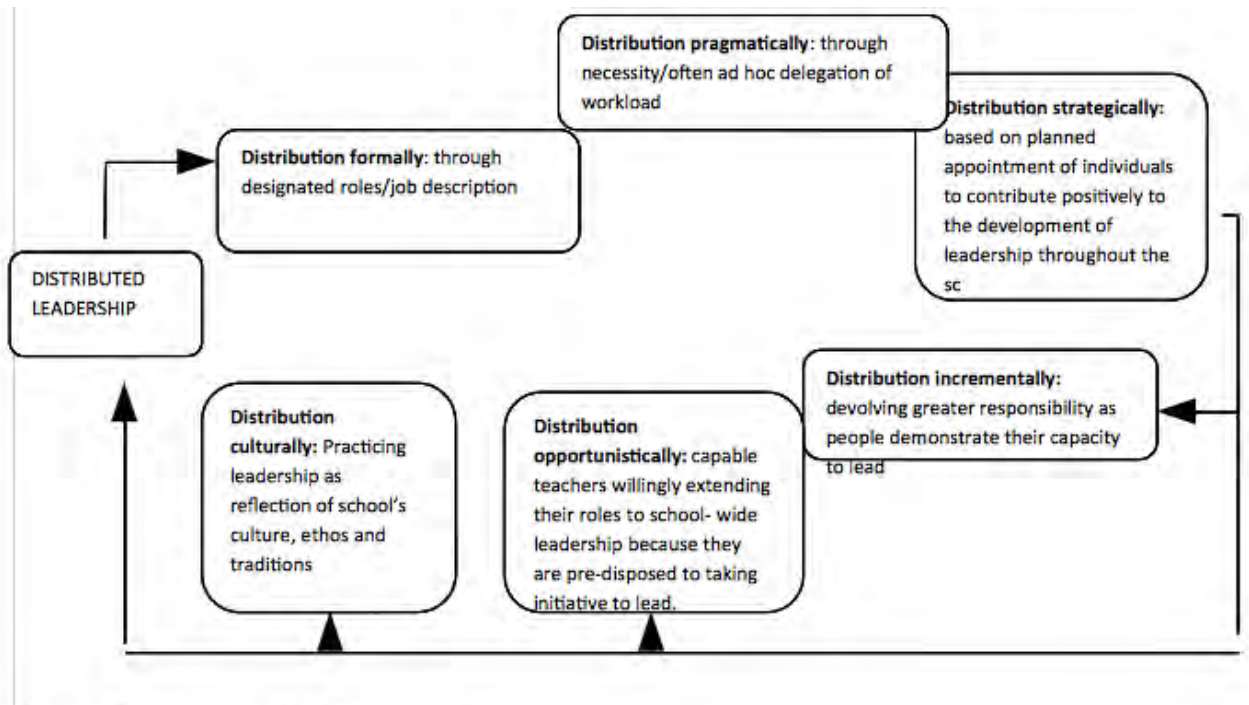 DISTRIBUTED
LEADERSHIP
Distribution formally: through
designated roles/job description
Distribution pragmatically: through
necessity/often ad hoc delegation of
workload
Distribution strategically:
based on planned
appointment of individuals
to contribute positively to
the development of
leadership throughout the
sc
Distribution incrementally:
devolving greater responsibility as
people demonstrate their capacity
to lead
Distribution
opportunistically: capable
teachers willingly extending
their roles to school- wide
leadership because they
are pre-disposed to taking
initiative to lead.
Distribution
culturally: Practicing
leadership as
reflection of school's
culture, ethos and
traditions